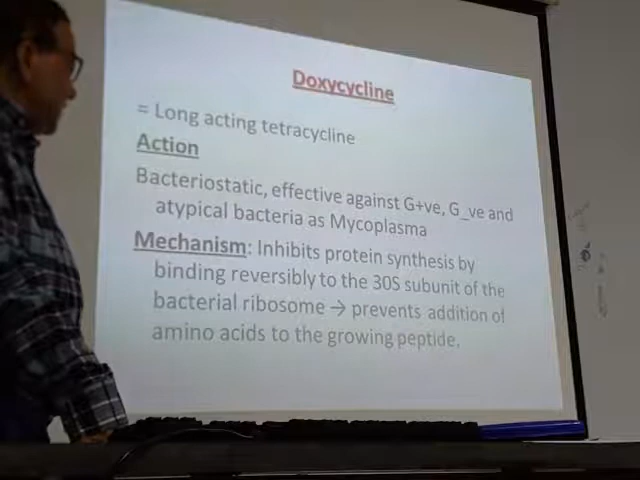 Doxycycline
= Long acting tetracycline
Action
Bacteriostatic, effective against G+ve, G_ve and
atypical bacteria as Mycoplasma
Mechanism: Inhibits protein synthesis by
binding reversibly to the 30S subunit of the
bacterial ribosome → prevents addition of
amino acids to the growing peptide.